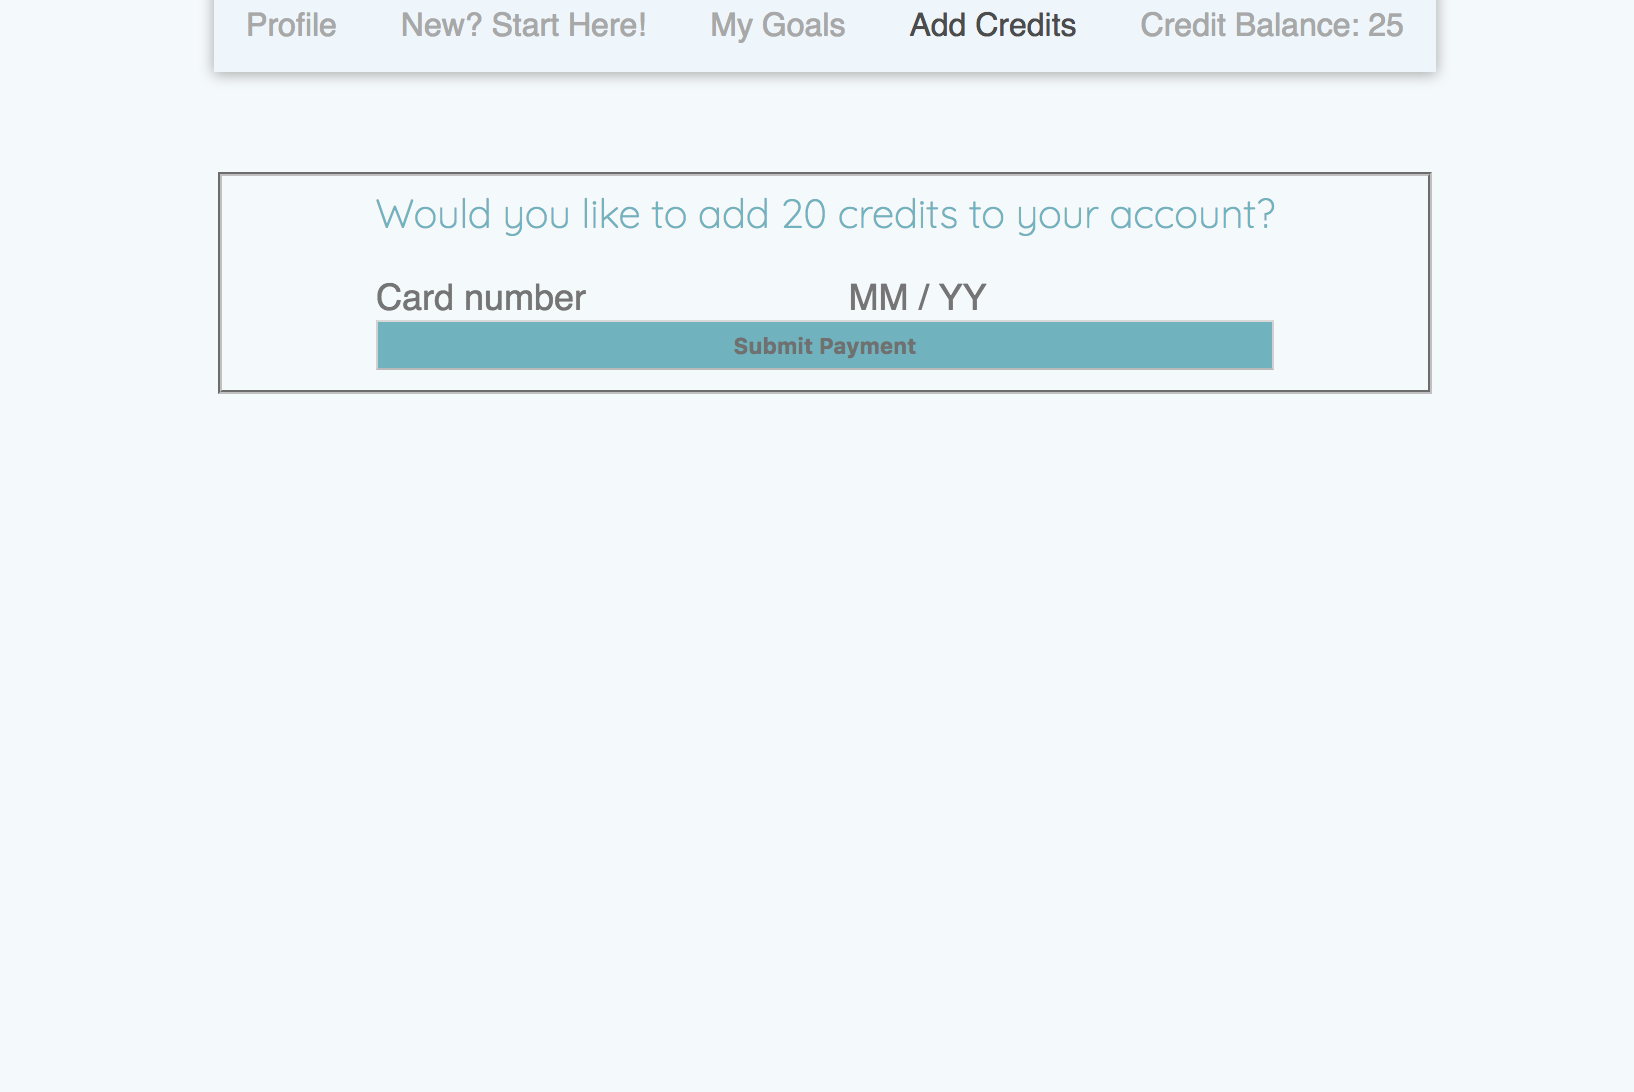 Profile New? Start Here! My Goals Add Credits Credit Balance: 25
Would you like to add 20 credits to your account?
Card number MM / YY
Submit Payment